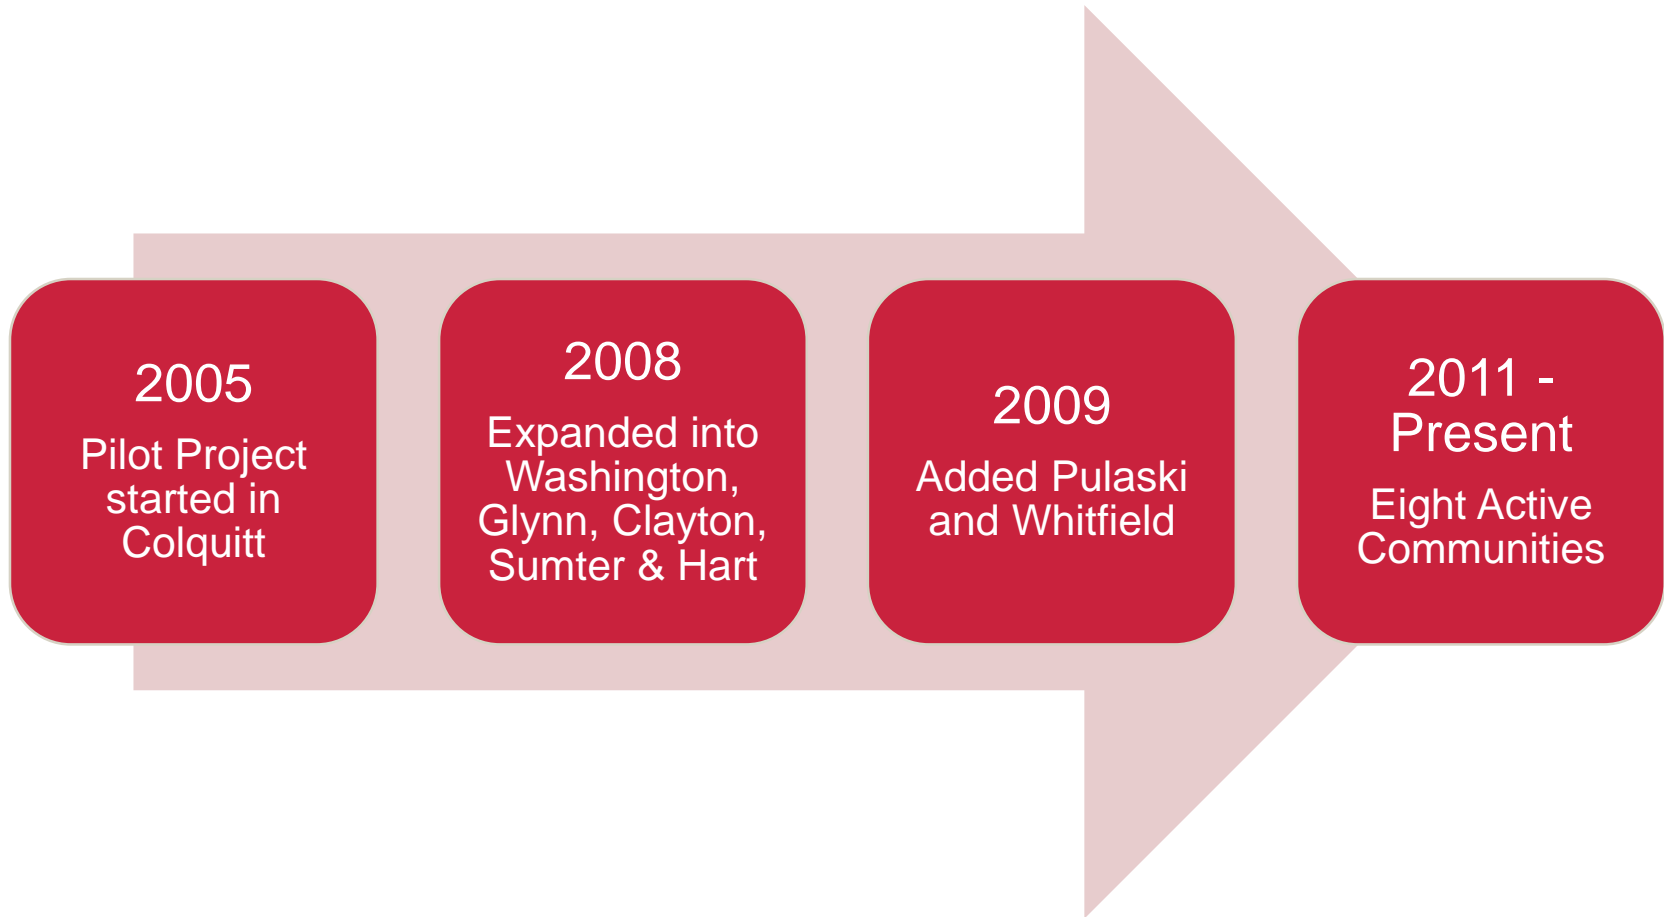 2005
Pilot Project
started in
Colquitt
2008
Expanded into
Washington,
Glynn, Clayton,
Sumter & Hart
2009
Added Pulaski
and Whitfield
2011 -
Present
Eight Active
Communities